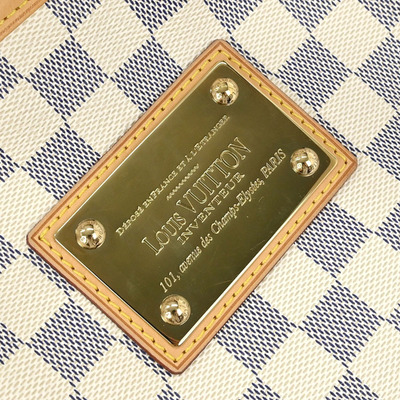 DÉPOSÉ EN FRANCE ET À L'ÉTRANGER
LOUIS VUITTON
INVENTEUR
101, avenue des Champs-Elysées, PARIS